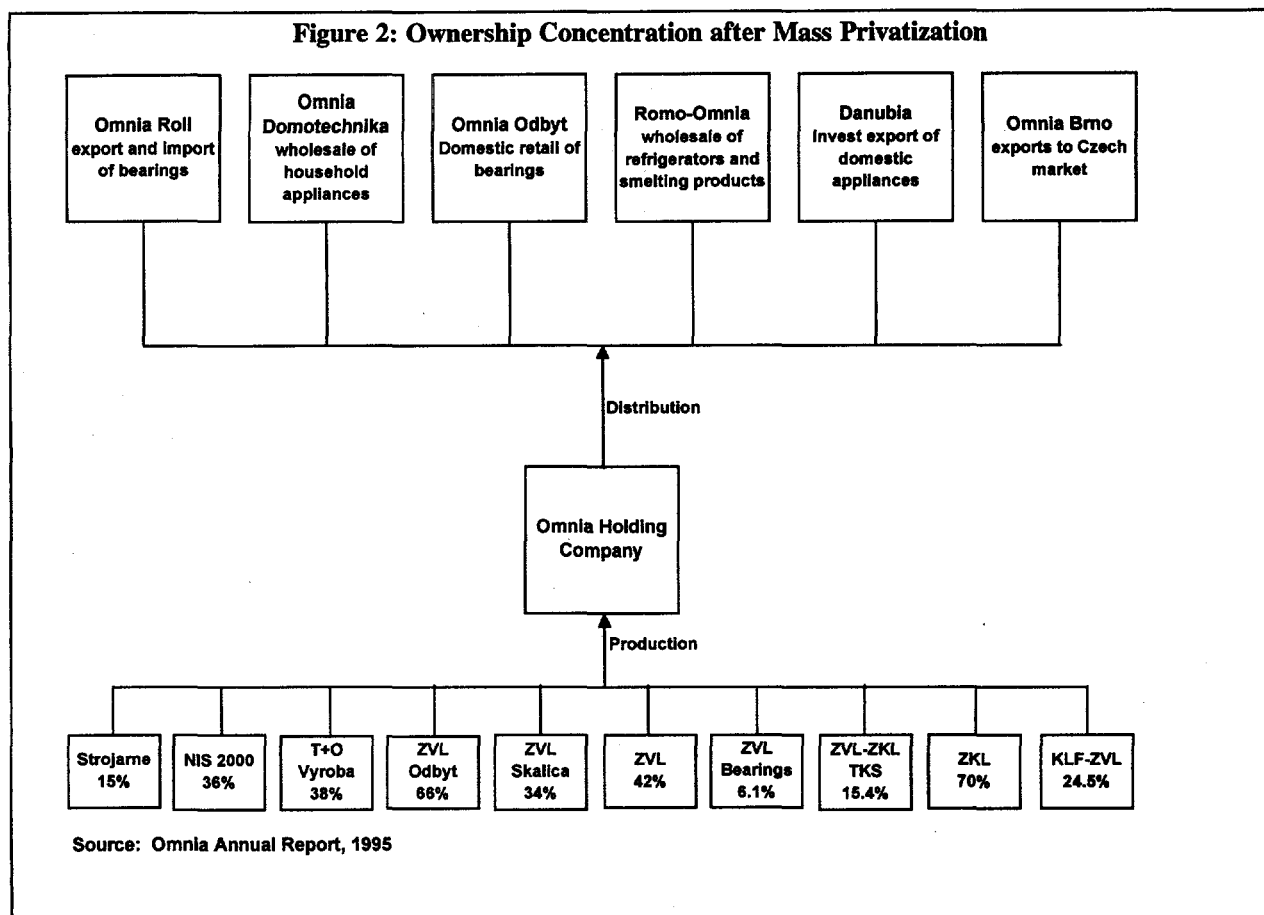 Figure 2: Ownership Concentration after Mass Privatization
Omnia Roll
export and import
of bearings
Omnia
Domotechnika
wholesale of
household
appliances
Omnia Odbyt
Domestic retail of
bearings
Romo-Omnia
wholesale of
refrigerators and
smelting products
Danubia
Invest export of
domestic
appliances
Omnia Brno
exports to Czech
market
Distribution
Omnia Holding
Company
Production
Strojarne
15%
NIS 2000
36%
T+O
Vyroba
38%
ZVL
Odbyt
66%
ZVL
Skalica
34%
ZVL
42%
ZVL
Bearings
6.1%
ZVL-ZKL
TKS
15.4%
ZKL
70%
KLF-ZVL
24.5%
Source: Omnia Annual Report, 1995